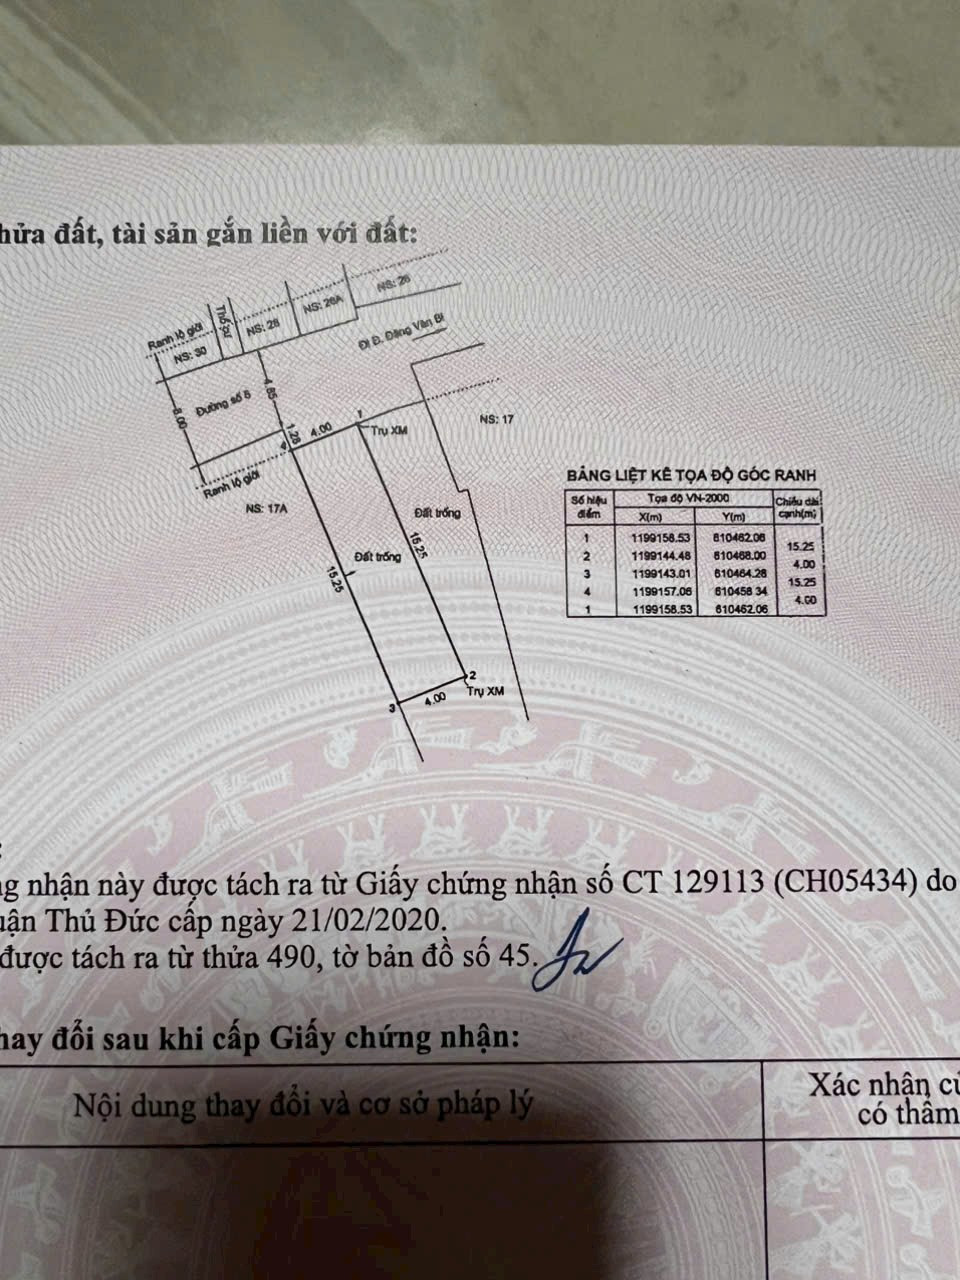 hửa đất, tài sản gắn liền với đất:
Ranh lộ giới
NS: 30
Thổ cư
NS: 28
NS: 26A
NS: 26
Đi Đ. Đặng Văn Bi
8.00
Đường số 8
4.85
1.28
4
4.00
1
Trụ XM
NS: 17
Ranh lộ giới
NS: 17A
Đất trống
15.25
Đất trống
15.25
2
Trụ XM
3
4.00
BẢNG LIỆT KÊ TỌA ĐỘ GÓC RANH
Số hiệu điểm Tọa độ VN-2000 Chiều dài cạnh(m)
X(m) Y(m)
1 1199158.53 610462.06
15.25
2 1199144.48 610468.00
4.00
3 1199143.01 610464.28
15.25
4 1199157.06 610458.34
4.00
1 1199158.53 610462.06
:
ng nhận này được tách ra từ Giấy chứng nhận số CT 129113 (CH05434) do
uận Thủ Đức cấp ngày 21/02/2020.
được tách ra từ thửa 490, tờ bản đồ số 45.
hay đổi sau khi cấp Giấy chứng nhận:
Nội dung thay đổi và cơ sở pháp lý
Xác nhận củ
có thẩm